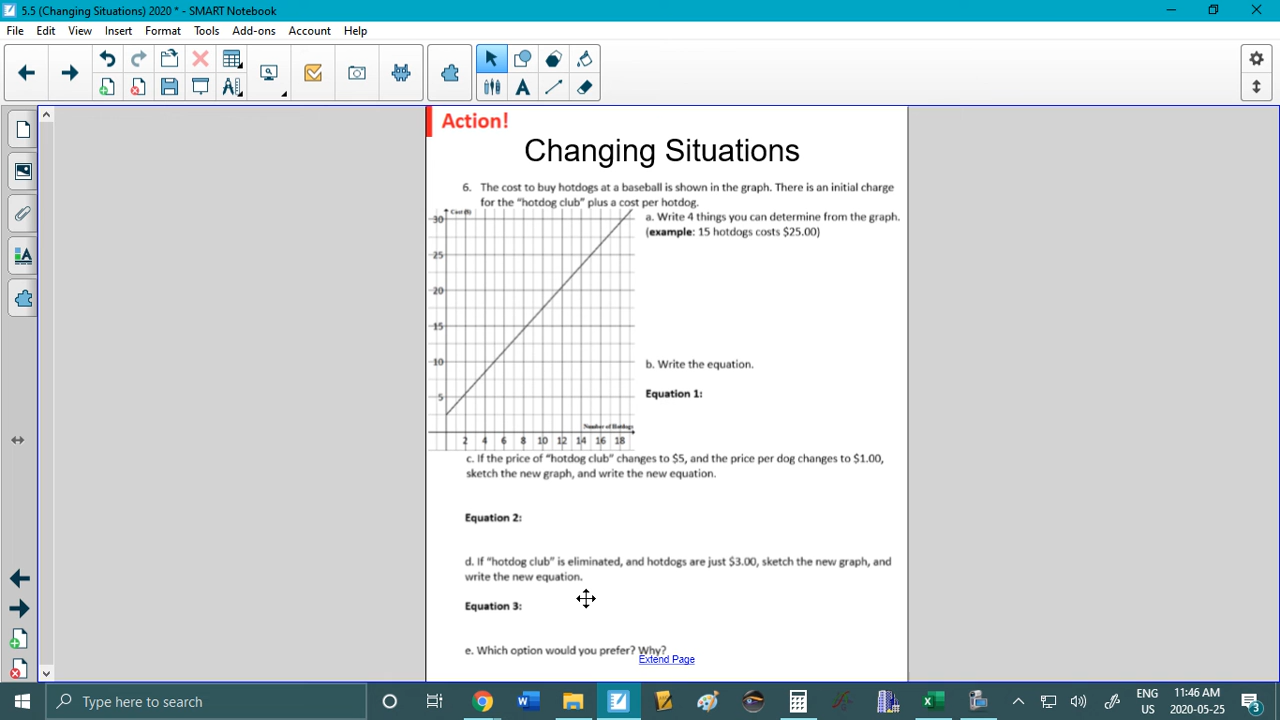 5.5 (Changing Situations) 2020 * - SMART Notebook
File Edit View Insert Format Tools Add-ons Account Help
Action!
Changing Situations
6. The cost to buy hotdogs at a baseball is shown in the graph. There is an initial charge
for the "hotdog club" plus a cost per hotdog.
Cost ($)
30
25
20
15
10
5
Number of Hotdogs
2 4 6 8 10 12 14 16 18
a. Write 4 things you can determine from the graph.
(example: 15 hotdogs costs $25.00)
b. Write the equation.
Equation 1:
c. If the price of "hotdog club" changes to $5, and the price per dog changes to $1.00,
sketch the new graph, and write the new equation.
Equation 2:
d. If "hotdog club" is eliminated, and hotdogs are just $3.00, sketch the new graph, and
write the new equation.
Equation 3:
e. Which option would you prefer? Why?
Extend Page
Type here to search
ENG
11:46 AM
2020-05-25
3